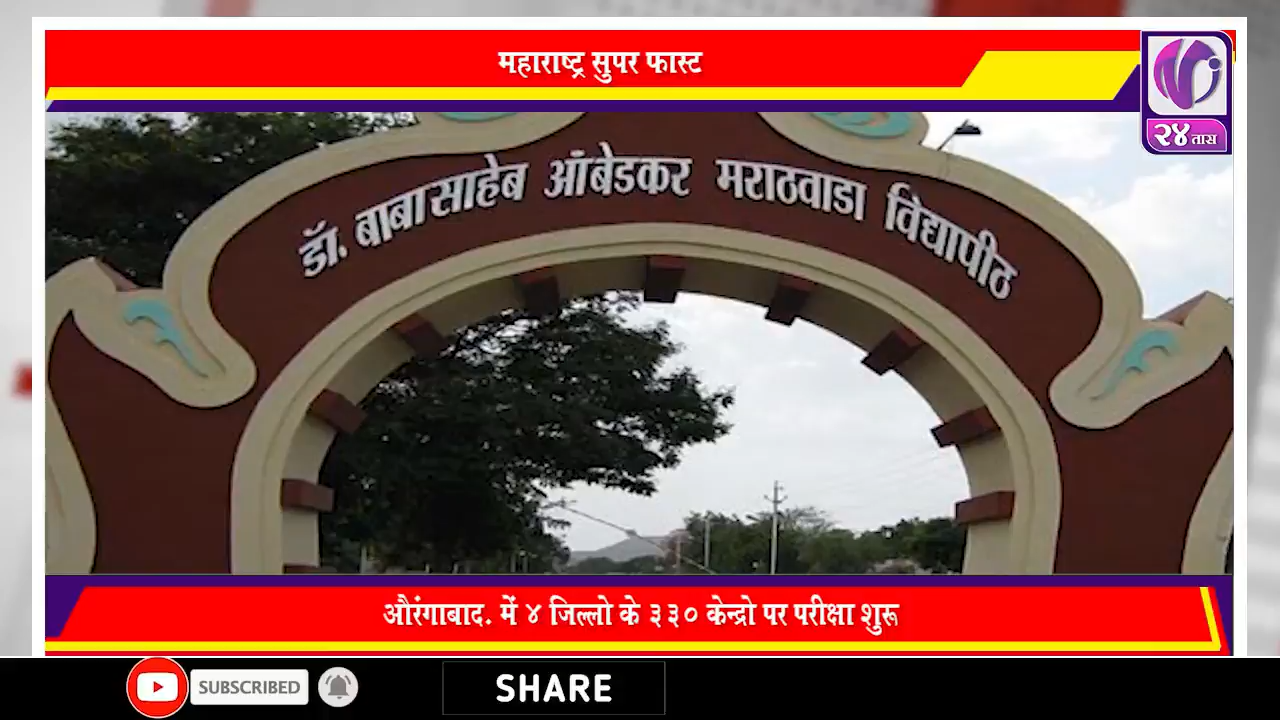 महाराष्ट्र सुपर फास्ट
२४ तास
डॉ. बाबासाहेब आंबेडकर मराठवाडा विद्यापीठ
औरंगाबाद. में ४ जिल्लो के ३३० केन्द्रो पर परीक्षा शुरू
SUBSCRIBED
SHARE